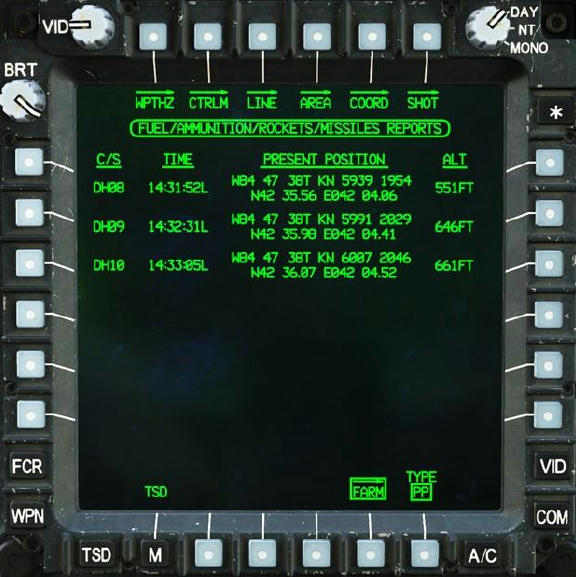 VID
DAY
NT
MONO
BRT
*
WPTHZ CTRLM LINE AREA COORD SHOT
FUEL/AMMUNITION/ROCKETS/MISSILES REPORTS
C/S TIME PRESENT POSITION ALT
DH08 14:31:52L W84 47 38T KN 5939 1954 551FT
N42 35.56 E042 04.06
DH09 14:32:31L W84 47 38T KN 5991 2029 646FT
N42 35.98 E042 04.41
DH10 14:33:05L W84 47 38T KN 6007 2046 661FT
N42 36.07 E042 04.52
FCR
VID
TYPE
TSD FARM PP
WPN
COM
TSD M A/C